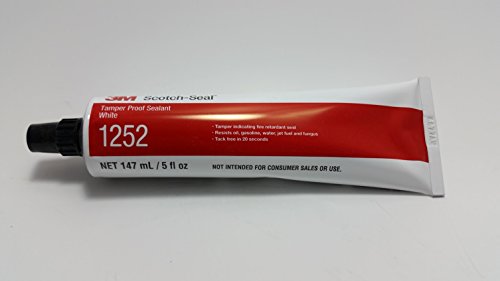 3M Scotch-Seal™
Tamper Proof Sealant
White
1252
• Tamper indicating fire retardant seal
• Resists oil, gasoline, water, jet fuel and fungus
• Tack free in 20 seconds
NET 147 mL / 5 fl oz
NOT INTENDED FOR CONSUMER SALES OR USE.